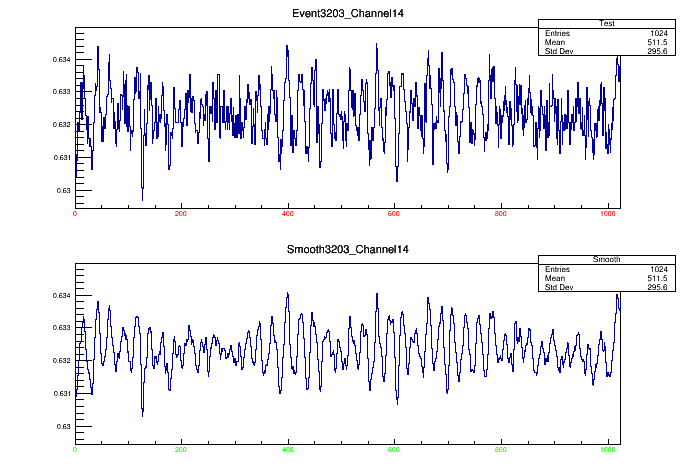 Event3203_Channel14
Test
Entries 1024
Mean 511.5
Std Dev 295.6
0.634
0.633
0.632
0.631
0.63
0 200 400 600 800 1000
Smooth3203_Channel14
Smooth
Entries 1024
Mean 511.5
Std Dev 295.6
0.634
0.633
0.632
0.631
0.63
0 200 400 600 800 1000